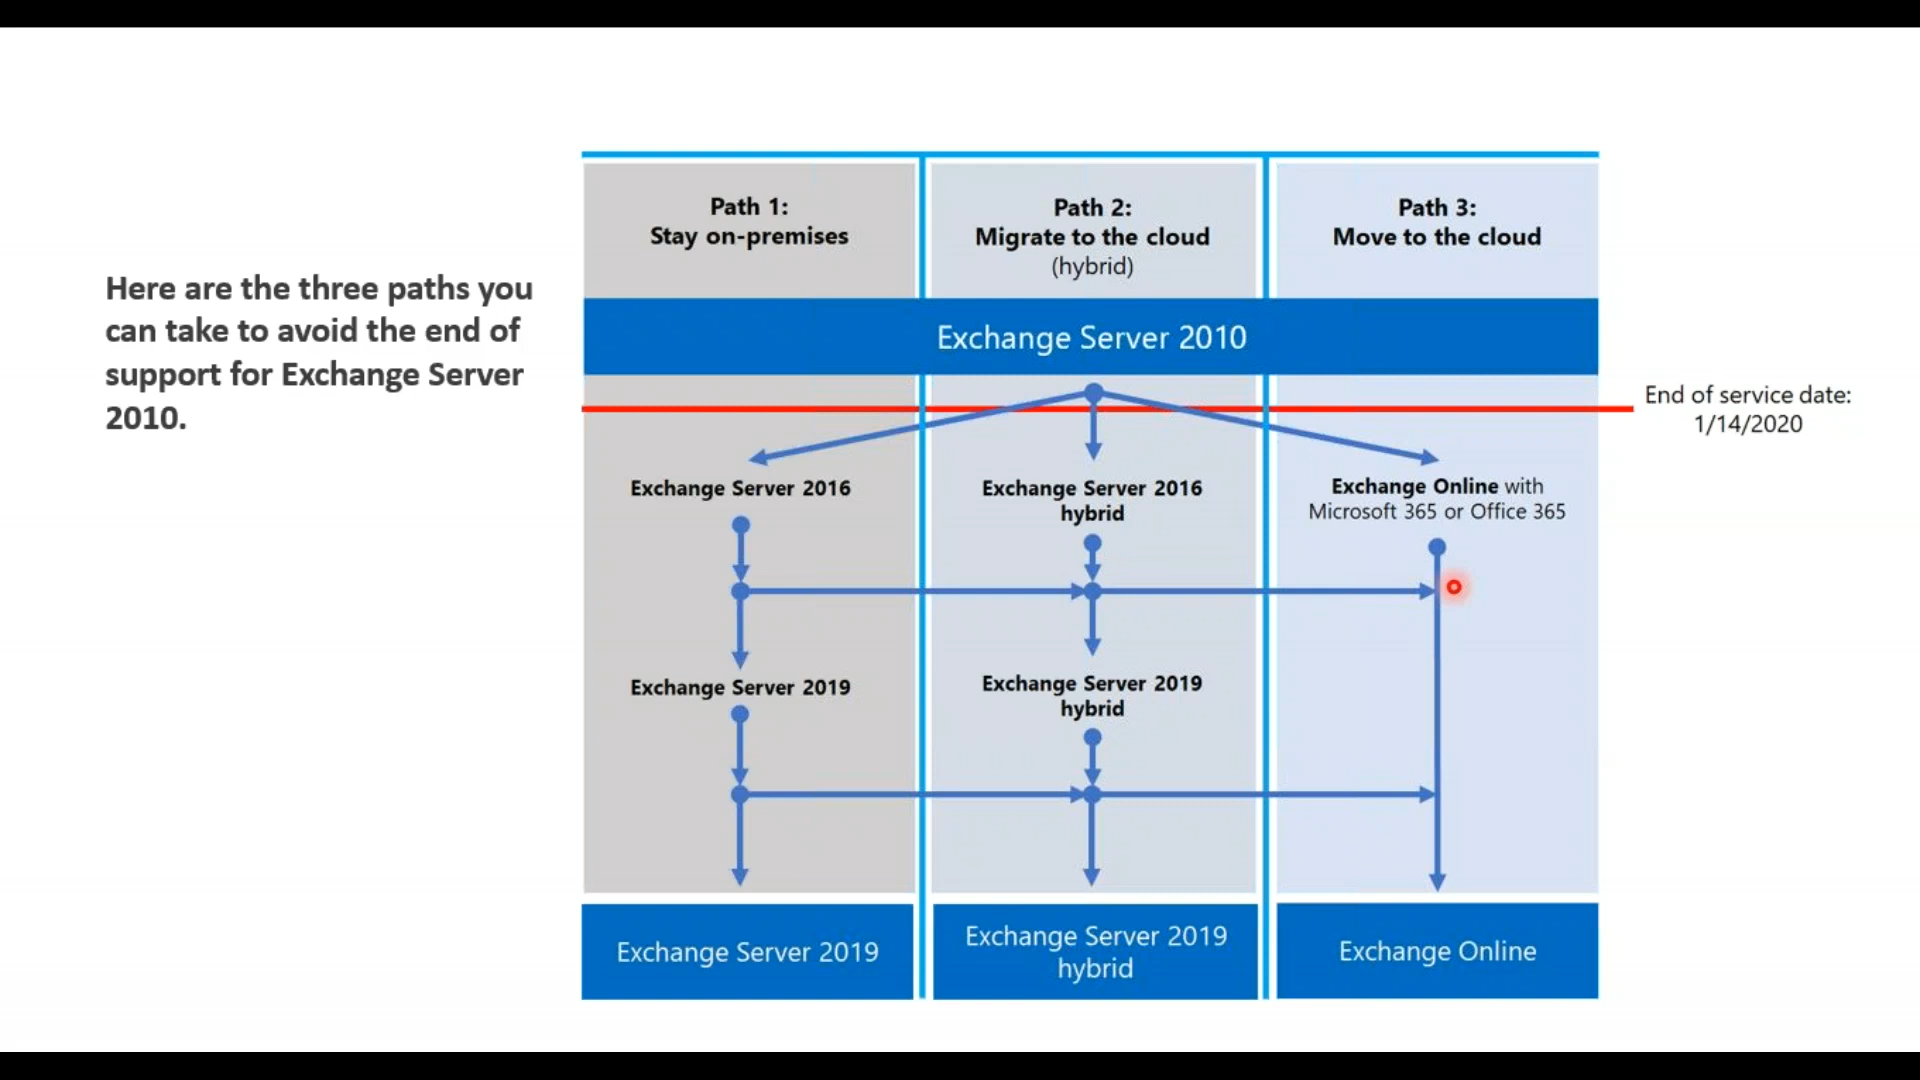 Here are the three paths you
can take to avoid the end of
support for Exchange Server
2010.
Path 1:
Stay on-premises
Path 2:
Migrate to the cloud
(hybrid)
Path 3:
Move to the cloud
Exchange Server 2010
End of service date:
1/14/2020
Exchange Server 2016
Exchange Server 2016
hybrid
Exchange Online with
Microsoft 365 or Office 365
Exchange Server 2019
Exchange Server 2019
hybrid
Exchange Server 2019
Exchange Server 2019
hybrid
Exchange Online